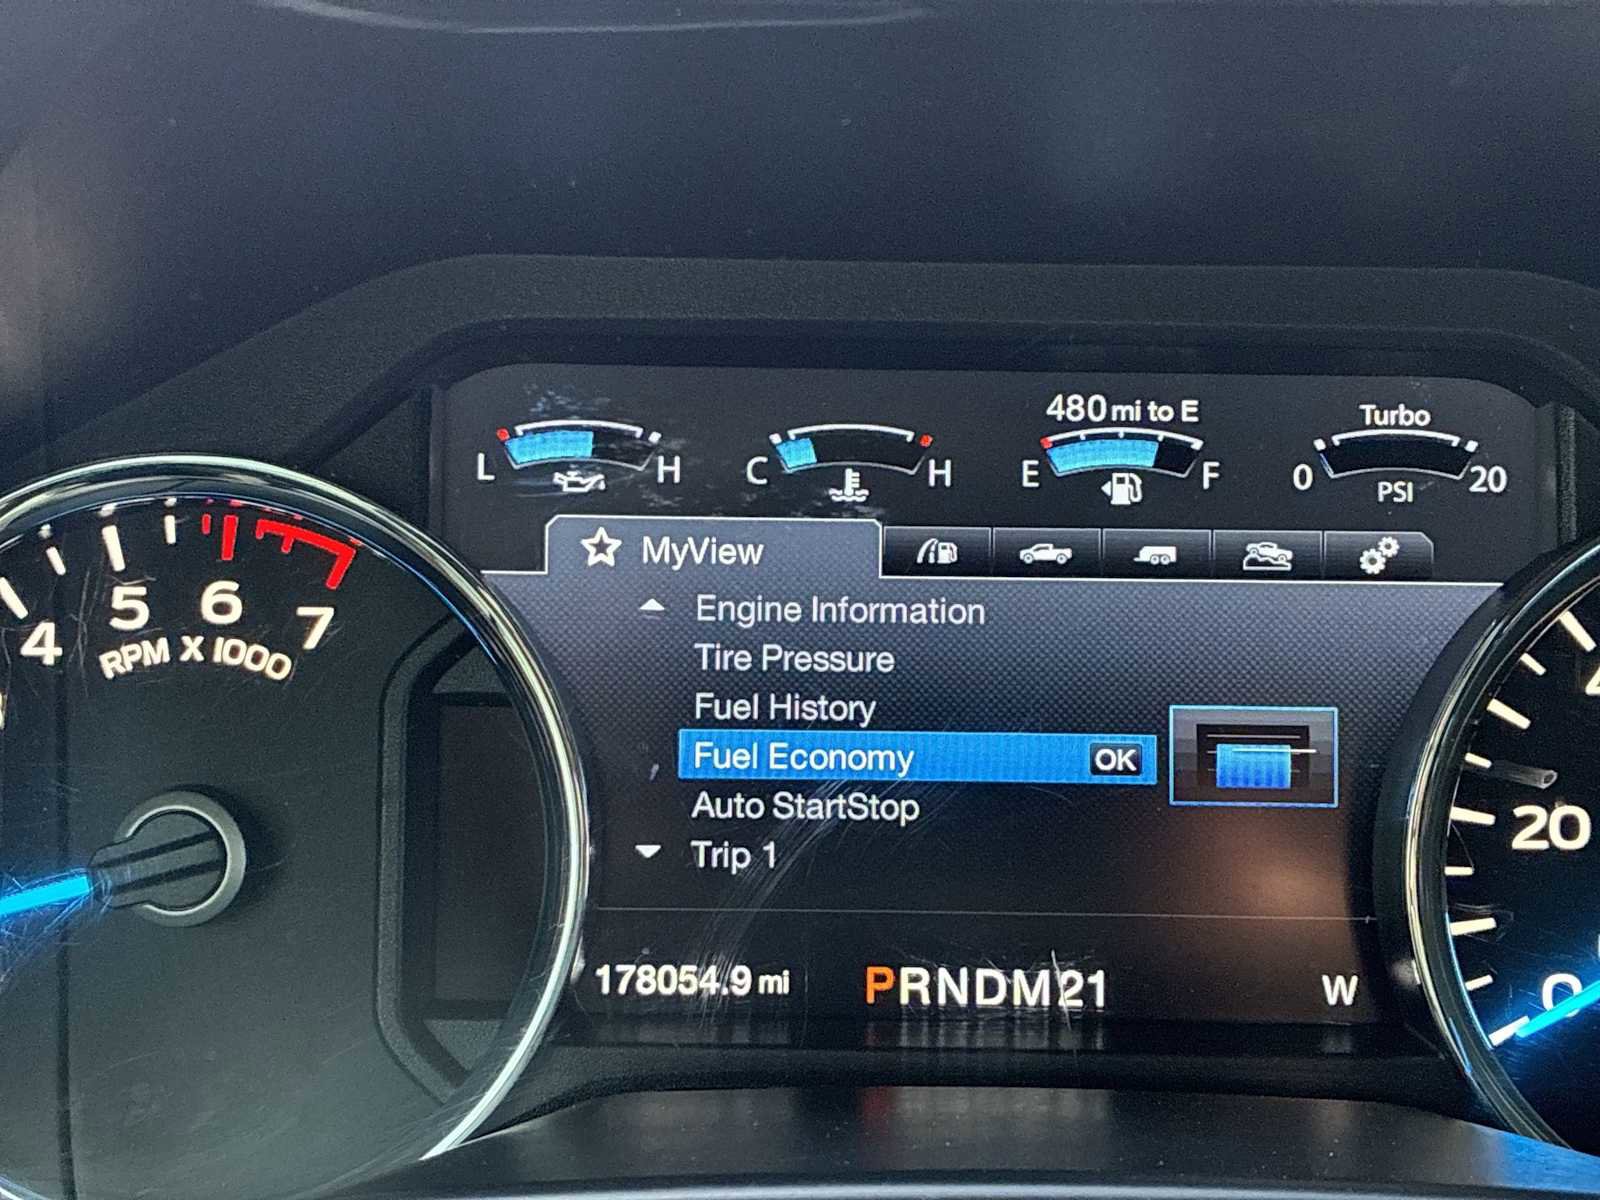 480 mi to E
Turbo
L H
C H
E F
0 20
PSI
MyView
Engine Information
Tire Pressure
Fuel History
Fuel Economy OK
Auto StartStop
Trip 1
178054.9 mi
PRNDM21
W
4 5 6 7
RPM X 1000
20
0